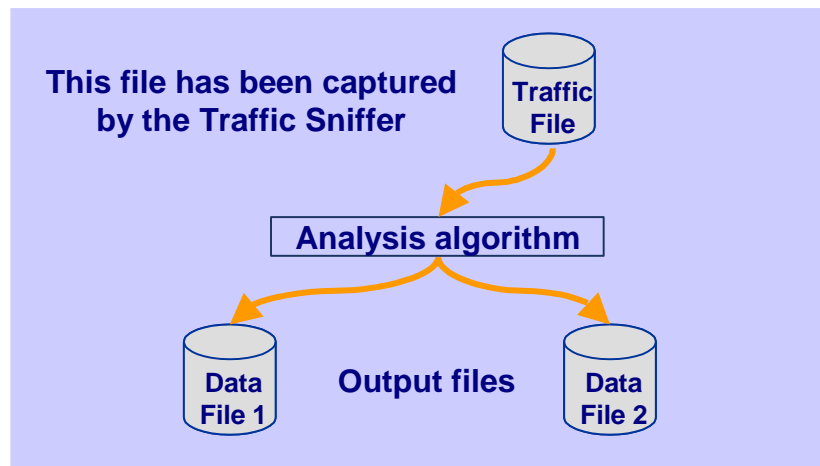 This file has been captured
by the Traffic Sniffer
Traffic
File
Analysis algorithm
Data
File 1
Output files
Data
File 2